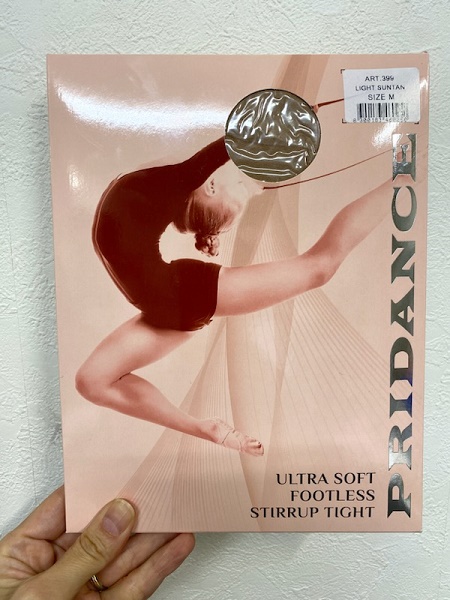 ART.399
LIGHT SUNTAN
SIZE M
PRIDANCE
ULTRA SOFT
FOOTLESS
STIRRUP TIGHT